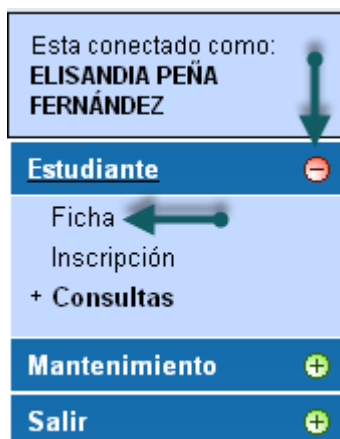 Esta conectado como:
ELISANDIA PEÑA
FERNÁNDEZ
Estudiante
Ficha
Inscripción
+ Consultas
Mantenimiento
Salir